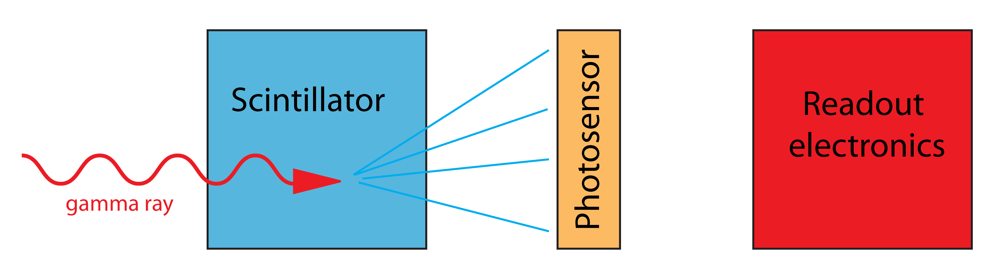 gamma ray
Scintillator
Photosensor
Readout
electronics